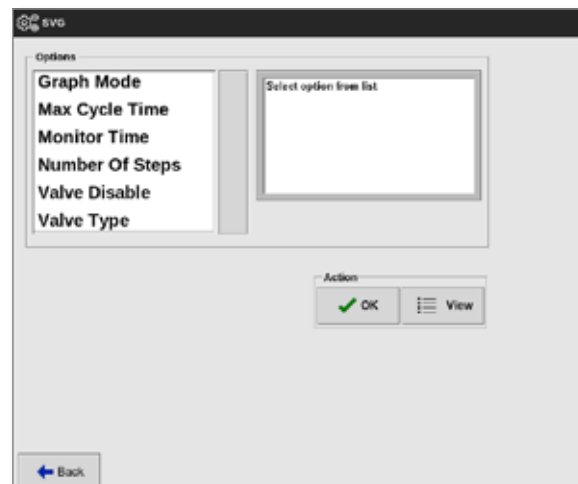 SVG
Options
Graph Mode
Max Cycle Time
Monitor Time
Number Of Steps
Valve Disable
Valve Type
Select option from list
Action
OK
View
Back